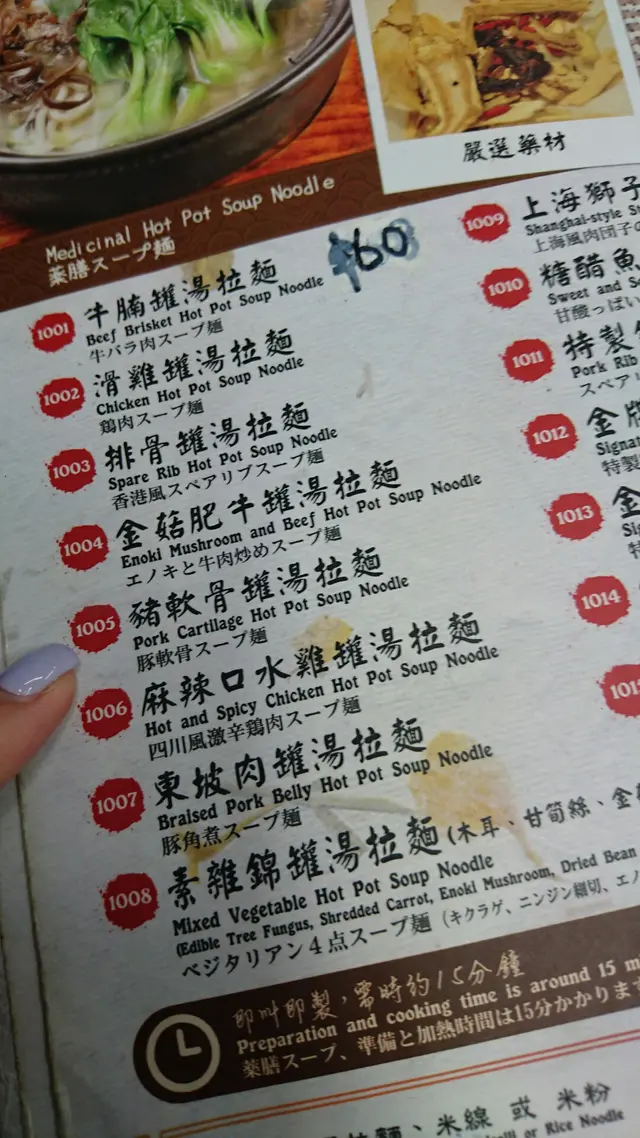 嚴選藥材
Medicinal Hot Pot Soup Noodle
薬膳スープ麺
$60
1001
牛腩罐湯拉麵
Beef Brisket Hot Pot Soup Noodle
牛バラ肉スープ麺
1002
滑雞罐湯拉麵
Chicken Hot Pot Soup Noodle
鶏肉スープ麺
1003
排骨罐湯拉麵
Spare Rib Hot Pot Soup Noodle
香港風スペアリブスープ麺
1004
金菇肥牛罐湯拉麵
Enoki Mushroom and Beef Hot Pot Soup Noodle
エノキと牛肉炒めスープ麺
1005
豬軟骨罐湯拉麵
Pork Cartilage Hot Pot Soup Noodle
豚軟骨スープ麺
1006
麻辣口水雞罐湯拉麵
Hot and Spicy Chicken Hot Pot Soup Noodle
四川風激辛鶏肉スープ麺
1007
東坡肉罐湯拉麵
Braised Pork Belly Hot Pot Soup Noodle
豚角煮スープ麺
1008
素雜錦罐湯拉麵(木耳、甘筍絲、金
Mixed Vegetable Hot Pot Soup Noodle
(Edible Tree Fungus, Shredded Carrot, Enoki Mushroom, Dried Bean
ベジタリアン4点スープ麺 (キクラゲ、ニンジン細切、エノ
1009
上海獅子
Shanghai-style
上海風肉団子の
1010
糖醋魚
Sweet and
甘酸っぱい
1011
特製
Pork Rib
スペアリ
1012
金牌
特製
1013
金
1014
即叫即製，需時約15分鐘
Preparation and cooking time is around 15
薬膳スープ、準備と加熱時間は15分かかります
米線 或 米粉
or Rice Noodle